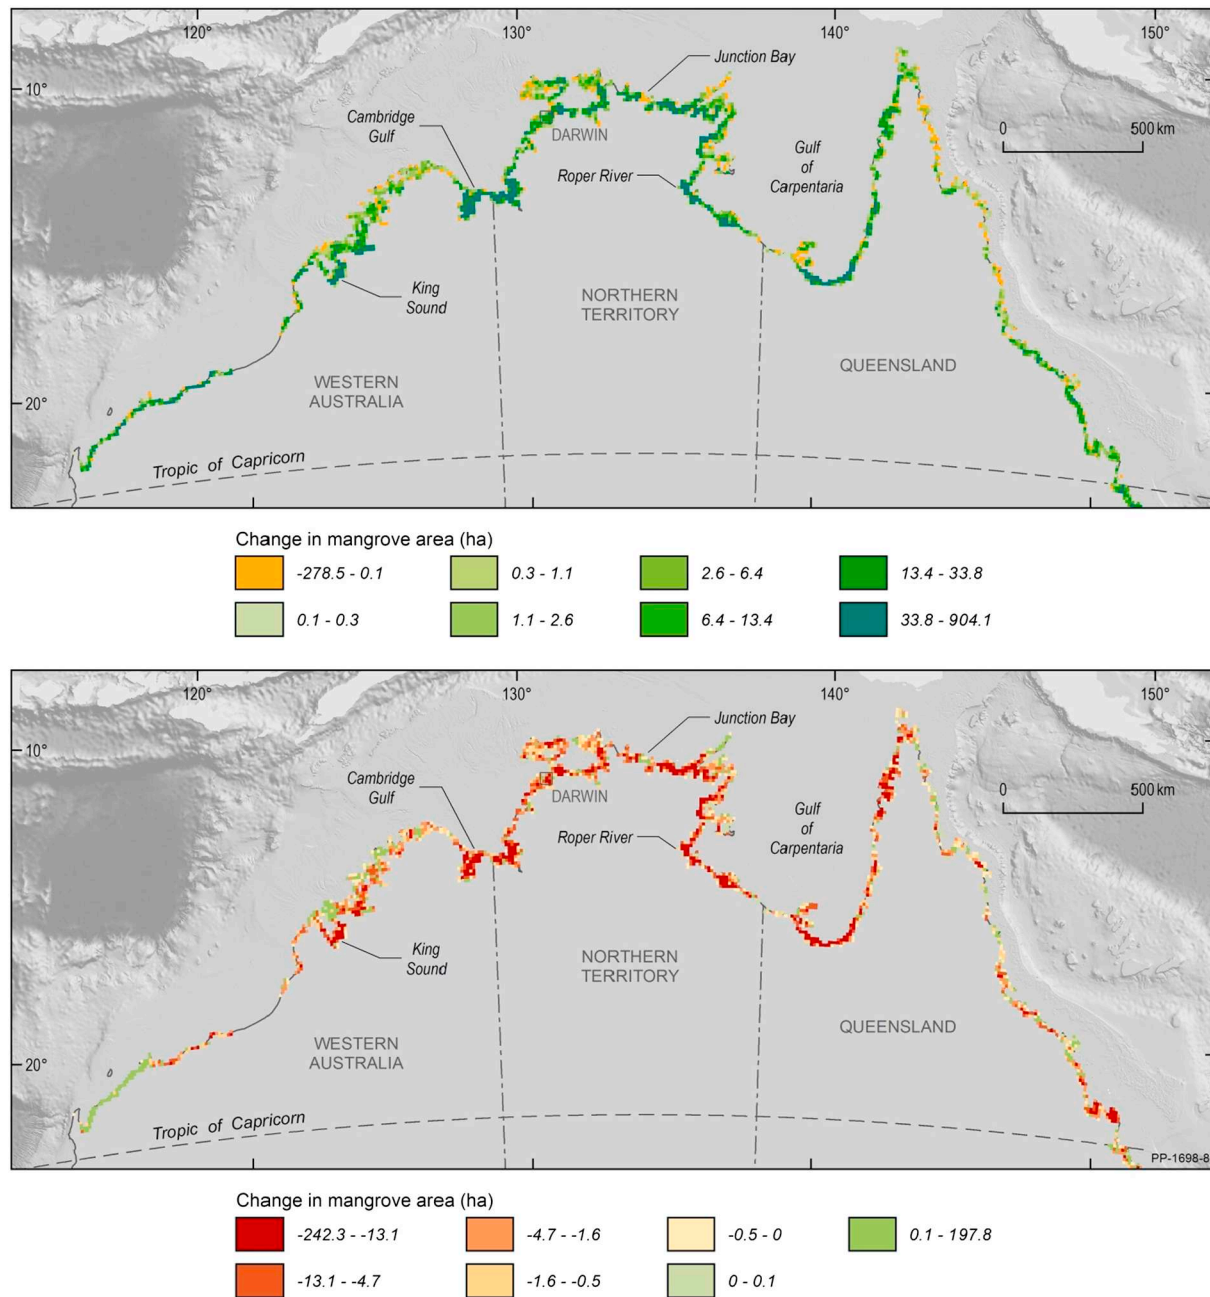 120°
130°
140°
150°
Junction Bay
10°
Cambridge
Gulf
0
500 km
DARWIN
Gulf
of
Carpentaria
Roper River
King
Sound
NORTHERN
TERRITORY
WESTERN
AUSTRALIA
QUEENSLAND
20°
Tropic of Capricorn
Change in mangrove area (ha)
-278.5 - 0.1
0.3 - 1.1
2.6 - 6.4
13.4 - 33.8
0.1 - 0.3
1.1 - 2.6
6.4 - 13.4
33.8 - 904.1
120°
130°
140°
150°
Junction Bay
10°
Cambridge
Gulf
0
500 km
DARWIN
Gulf
of
Carpentaria
Roper River
King
Sound
NORTHERN
TERRITORY
WESTERN
AUSTRALIA
QUEENSLAND
20°
Tropic of Capricorn
PP-1698-8
Change in mangrove area (ha)
-242.3 - -13.1
-4.7 - -1.6
-0.5 - 0
0.1 - 197.8
-13.1 - -4.7
-1.6 - -0.5
0 - 0.1